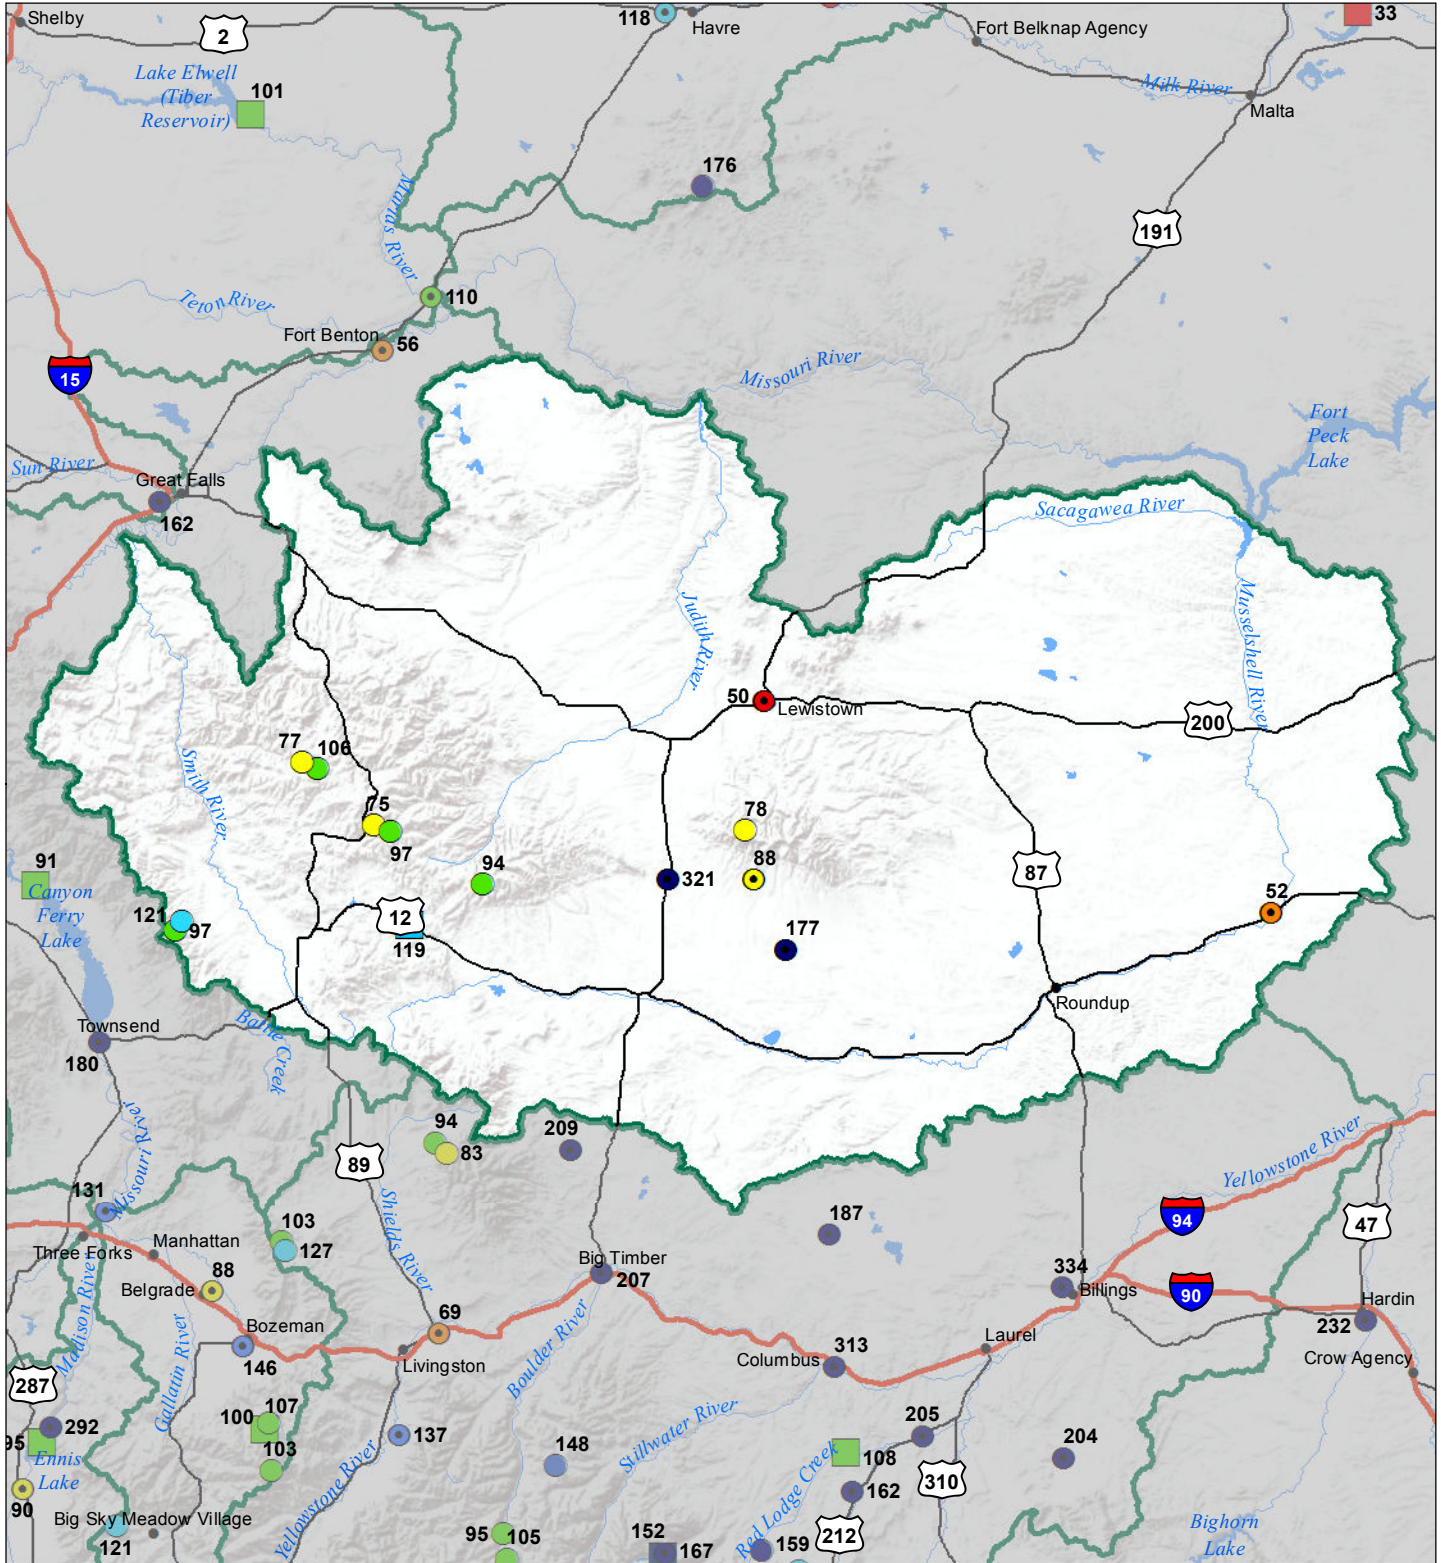 Shelby
2
118
Havre
Fort Belknap Agency
33
Lake Elwell
(Tiber
Reservoir)
101
Milk River
Malta
176
Marias River
191
Teton River
110
Fort Benton
56
15
Missouri River
Fort
Peck
Lake
Sun River
Great Falls
162
Sacagawea River
Judith River
Musselshell River
50
Lewistown
200
77
106
Smith River
75
97
78
94
88
321
87
91
Canyon
Ferry
Lake
121
97
12
119
52
177
Roundup
Townsend
180
Battle Creek
Missouri River
94
83
209
89
Yellowstone River
131
Shields River
94
47
103
127
187
Three Forks
Manhattan
Big Timber
207
334
Billings
90
Hardin
232
Belgrade
88
Madison River
Gallatin River
Bozeman
146
69
Livingston
Boulder River
Columbus
313
Laurel
Crow Agency
287
292
95
Ennis
Lake
100
107
103
137
148
Stillwater River
205
108
204
Red Lodge Creek
162
310
90
Big Sky Meadow Village
121
Yellowstone River
95
105
152
167
159
212
Bighorn
Lake